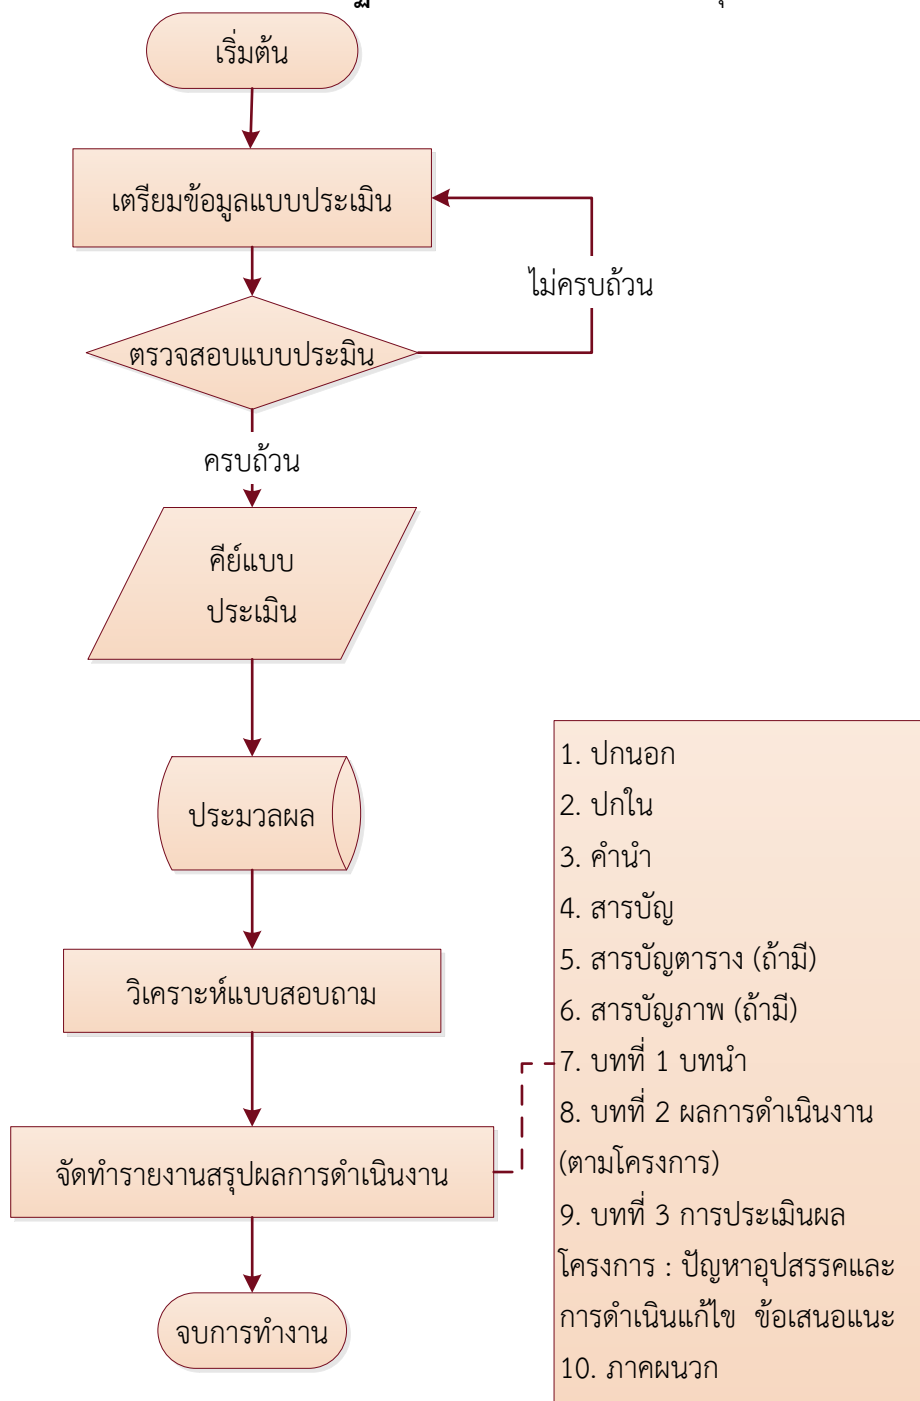 เริ่มต้น
เตรียมข้อมูลแบบประเมิน
ไม่ครบถ้วน
ตรวจสอบแบบประมิน
ครบถ้วน
คีย์แบบ
ประเมิน
ประมวลผล
วิเคราะห์แบบสอบถาม
จัดทำรายงานสรุปผลการดำเนินงาน
จบการทำงาน
1. ปกนอก
2. ปกใน
3. คำนำ
4. สารบัญ
5. สารบัญตาราง (ถ้ามี)
6. สารบัญภาพ (ถ้ามี)
7. บทที่ 1 บทนำ
8. บทที่ 2 ผลการดำเนินงาน
(ตามโครงการ)
9. บทที่ 3 การประเมินผล
โครงการ : ปัญหาอุปสรรคและ
การดำเนินแก้ไข ข้อเสนอแนะ
10. ภาคผนวก